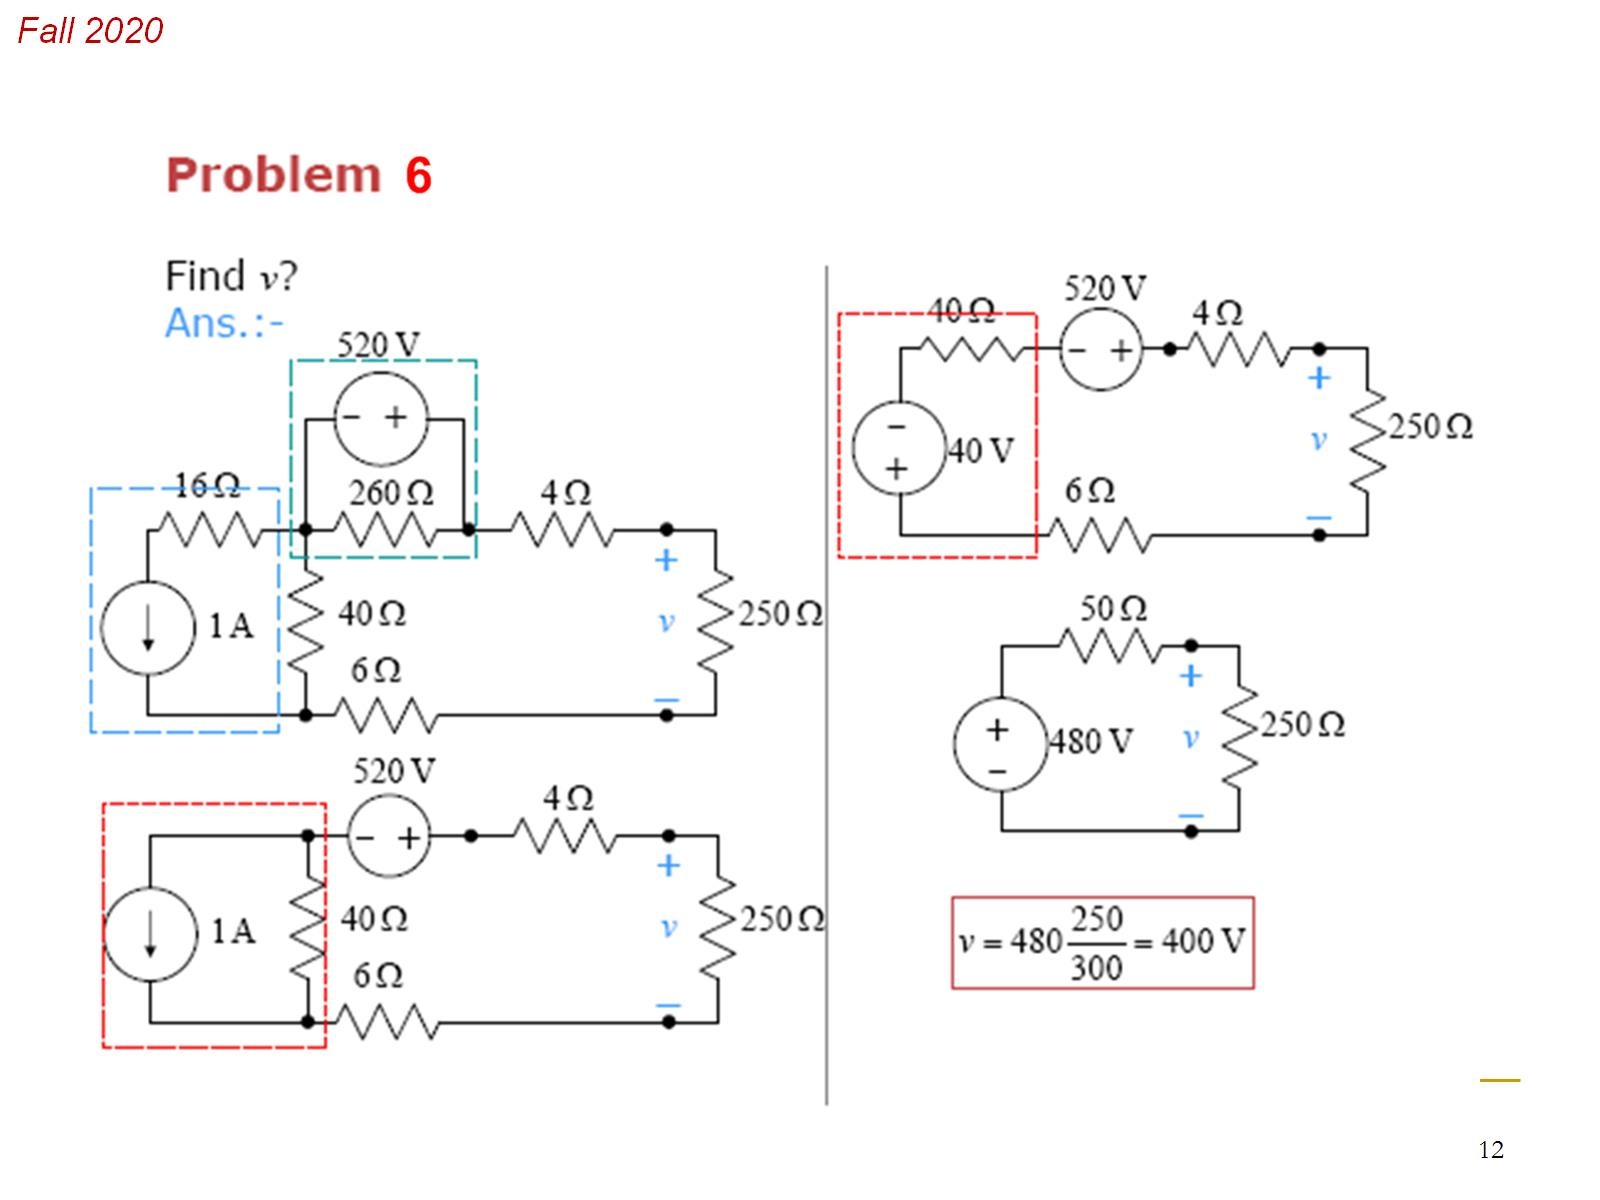 Fall 2020
Problem 6
Find v?
Ans.:-
520 V
- +
16 Ω
260 Ω
4 Ω
+
1 A
40 Ω
v
250 Ω
6 Ω
−
520 V
- +
4 Ω
+
1 A
40 Ω
v
250 Ω
6 Ω
−
520 V
40 Ω
4 Ω
- +
+
-
+
40 V
v
250 Ω
6 Ω
−
50 Ω
+
+
-
480 V
v
250 Ω
−
v = 480 250/300 = 400 V
12